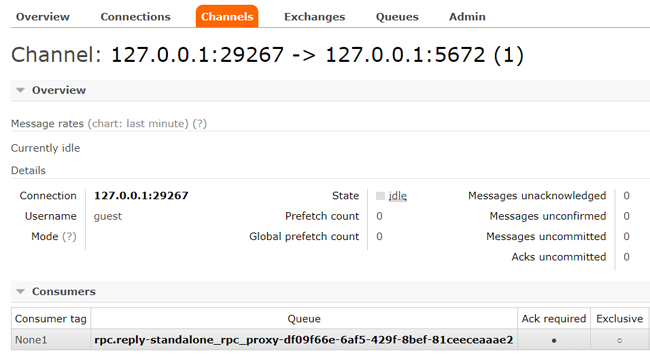 Overview Connections Channels Exchanges Queues Admin
Channel: 127.0.0.1:29267 -> 127.0.0.1:5672 (1)
Overview
Message rates (chart: last minute) (?)
Currently idle
Details
Connection 127.0.0.1:29267 State idle Messages unacknowledged 0
Username guest Prefetch count 0 Messages unconfirmed 0
Mode (?) Global prefetch count 0 Messages uncommitted 0
Acks uncommitted 0
Consumers
Consumer tag Queue Ack required Exclusive
None1 rpc.reply-standalone_rpc_proxy-df09f66e-6af5-429f-8bef-81ceeceaaae2 ● ○